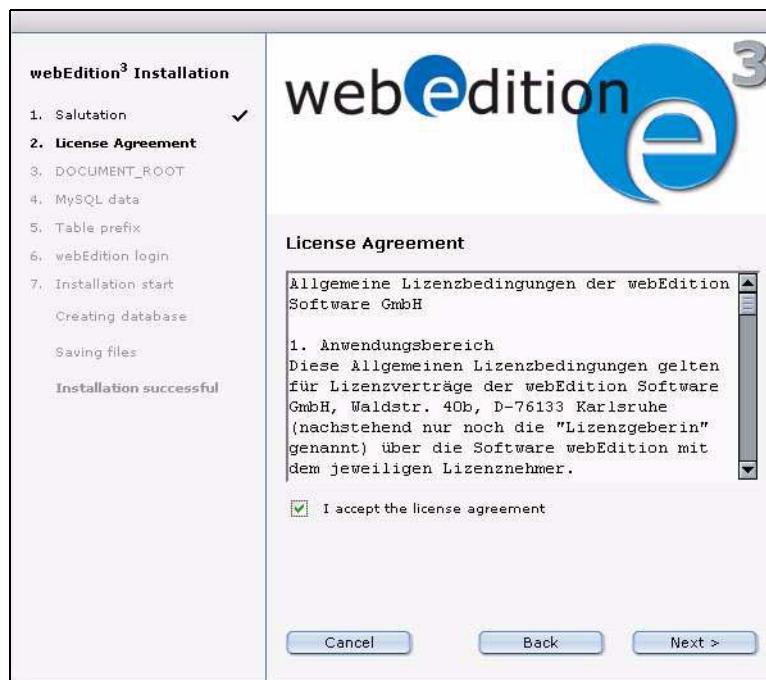 webEdition³ Installation
1. Salutation
2. License Agreement
3. DOCUMENT_ROOT
4. MySQL data
5. Table prefix
6. webEdition login
7. Installation start
Creating database
Saving files
Installation successful
webedition
e 3
License Agreement
Allgemeine Lizenzbedingungen der webEdition
Software GmbH
1. Anwendungsbereich
Diese Allgemeinen Lizenzbedingungen gelten
für Lizenzverträge der webEdition Software
GmbH, Waldstr. 40b, D-76133 Karlsruhe
(nachstehend nur noch die "Lizenzgeberin"
genannt) über die Software webEdition mit
dem jeweiligen Lizenznehmer.
I accept the license agreement
Cancel
Back
Next >